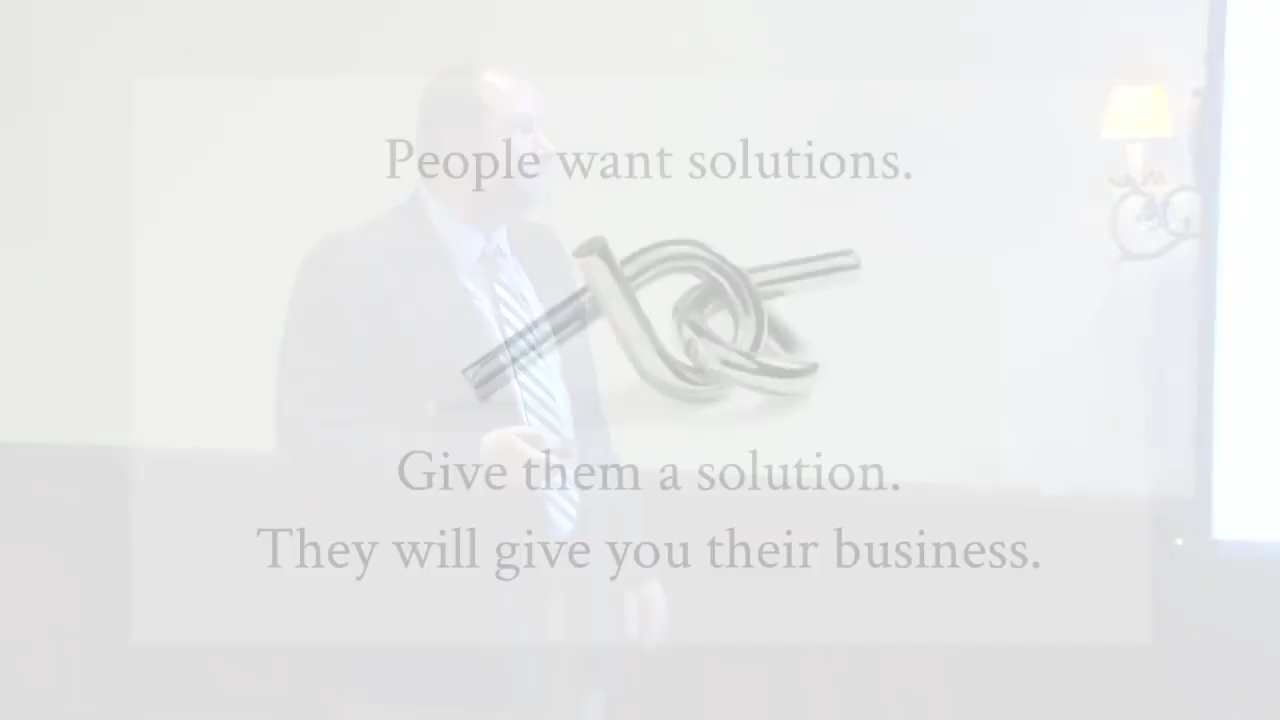 People want solutions.
Give them a solution.
They will give you their business.